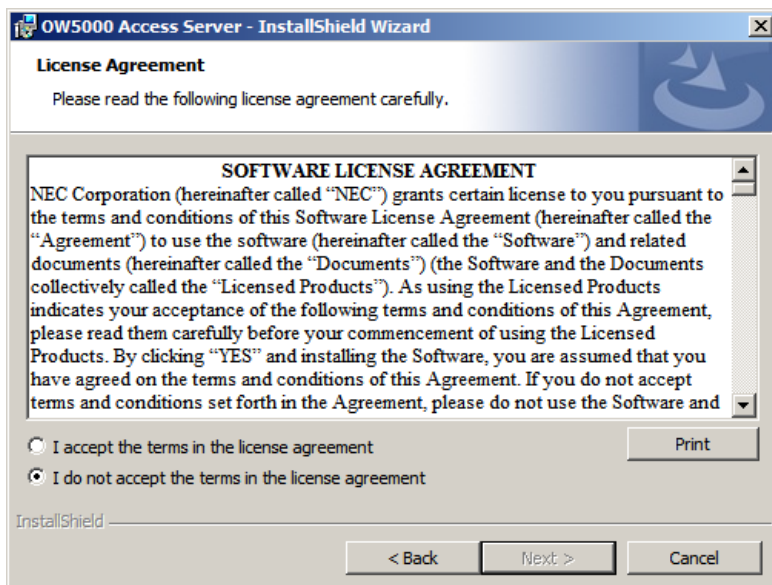 OW5000 Access Server - InstallShield Wizard
License Agreement
Please read the following license agreement carefully.
SOFTWARE LICENSE AGREEMENT
NEC Corporation (hereinafter called “NEC”) grants certain license to you pursuant to
the terms and conditions of this Software License Agreement (hereinafter called the
“Agreement”) to use the software (hereinafter called the “Software”) and related
documents (hereinafter called the “Documents”) (the Software and the Documents
collectively called the “Licensed Products”). As using the Licensed Products
indicates your acceptance of the following terms and conditions of this Agreement,
please read them carefully before your commencement of using the Licensed
Products. By clicking “YES” and installing the Software, you are assumed that you
have agreed on the terms and conditions of this Agreement. If you do not accept
terms and conditions set forth in the Agreement, please do not use the Software and
I accept the terms in the license agreement
Print
I do not accept the terms in the license agreement
InstallShield
< Back
Next >
Cancel